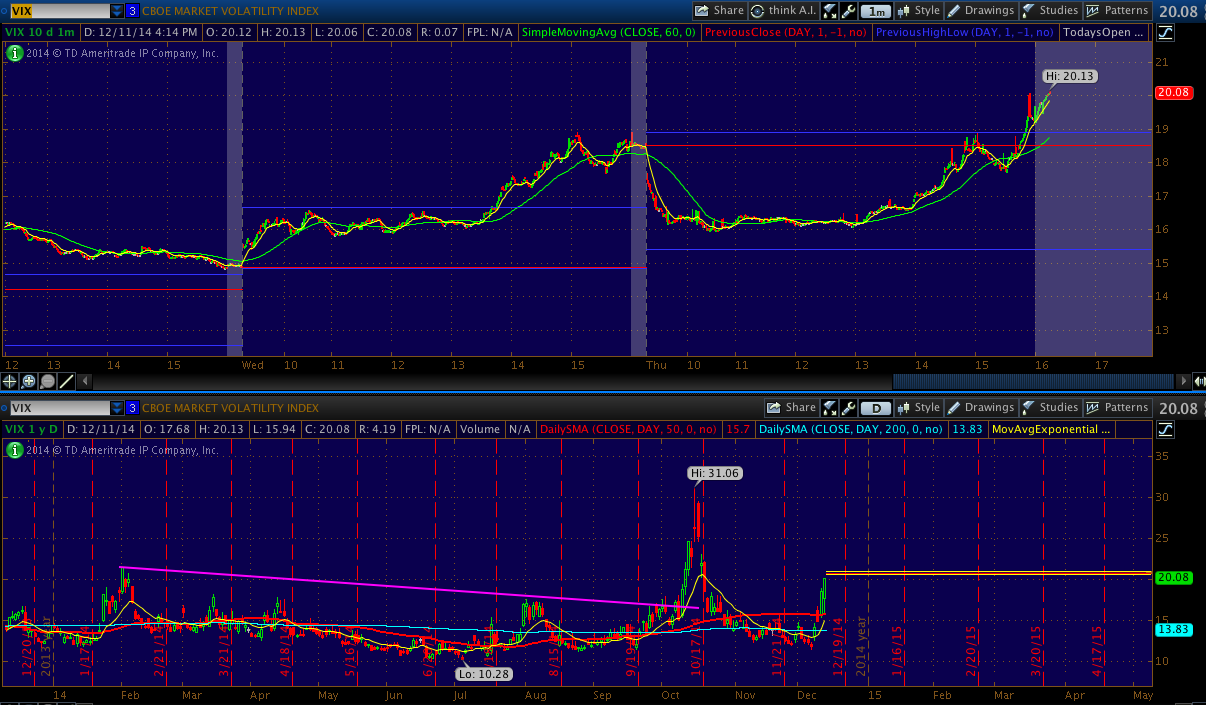 VIX 3 CBOE MARKET VOLATILITY INDEX Share think A.I. 1m Style Drawings Studies Patterns 20.08
VIX 10 d 1m D: 12/11/14 4:14 PM O: 20.12 H: 20.13 L: 20.06 C: 20.08 R: 0.07 FPL: N/A SimpleMovingAvg (CLOSE, 60, 0) PreviousClose (DAY, 1, -1, no) PreviousHighLow (DAY, 1, -1, no) TodaysOpen ...
i 2014 © TD Ameritrade IP Company, Inc.
21
Hi: 20.13
20.08
19
18
17
16
15
14
13
12 13 14 15 Wed 10 11 12 13 14 15 Thu 10 11 12 13 14 15 16 17
VIX 3 CBOE MARKET VOLATILITY INDEX Share D Style Drawings Studies Patterns 20.08
VIX 1 y D D: 12/11/14 O: 17.68 H: 20.13 L: 15.94 C: 20.08 R: 4.19 FPL: N/A Volume N/A DailySMA (CLOSE, DAY, 50, 0, no) 15.7 DailySMA (CLOSE, DAY, 200, 0, no) 13.83 MovAvgExponential ...
i 2014 © TD Ameritrade IP Company, Inc.
35
Hi: 31.06
30
25
20.08
15
13.83
10
Lo: 10.28
2013 year 2/21/14 3/21/14 4/18/14 5/16/14 8/15/14 9/19/14 10/17/14 11/21/14 12/19/14 2014 year 1/16/15 2/20/15 3/20/15 4/17/15
14 Feb Mar Apr May Jun Jul Aug Sep Oct Nov Dec 15 Feb Mar Apr May